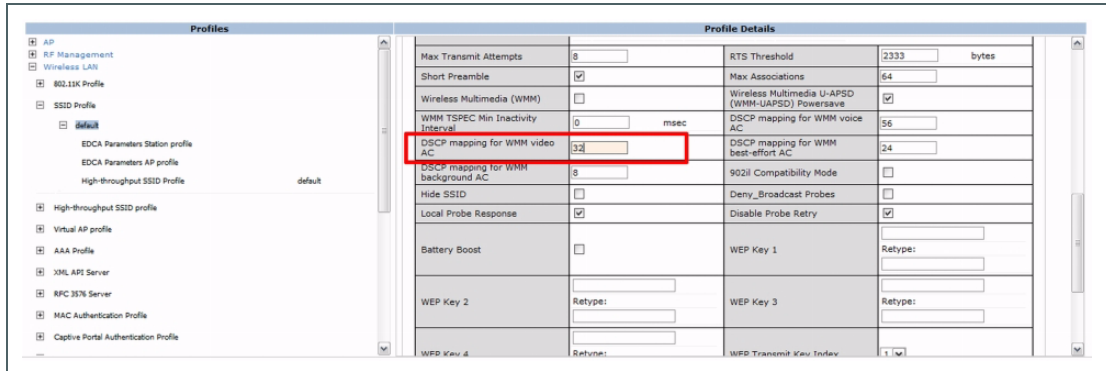 Profiles
AP
RF Management
Wireless LAN
802.11K Profile
SSID Profile
default
EDCA Parameters Station profile
EDCA Parameters AP profile
High-throughput SSID Profile default
High-throughput SSID profile
Virtual AP profile
AAA Profile
XML API Server
RFC 3576 Server
MAC Authentication Profile
Captive Portal Authentication Profile
Profile Details
Max Transmit Attempts 8 RTS Threshold 2333 bytes
Short Preamble Max Associations 64
Wireless Multimedia (WMM) Wireless Multimedia U-APSD
(WMM-UAPSD) Powersave
WMM TSPEC Min Inactivity
Interval 0 msec DSCP mapping for WMM voice
AC 56
DSCP mapping for WMM video
AC 32 DSCP mapping for WMM
best-effort AC 24
DSCP mapping for WMM
background AC 8 902il Compatibility Mode
Hide SSID Deny_Broadcast Probes
Local Probe Response Disable Probe Retry
Battery Boost WEP Key 1 Retype:
WEP Key 2 Retype: WEP Key 3 Retype:
WEP Key 4 Retype: WEP Transmit Key Index 1